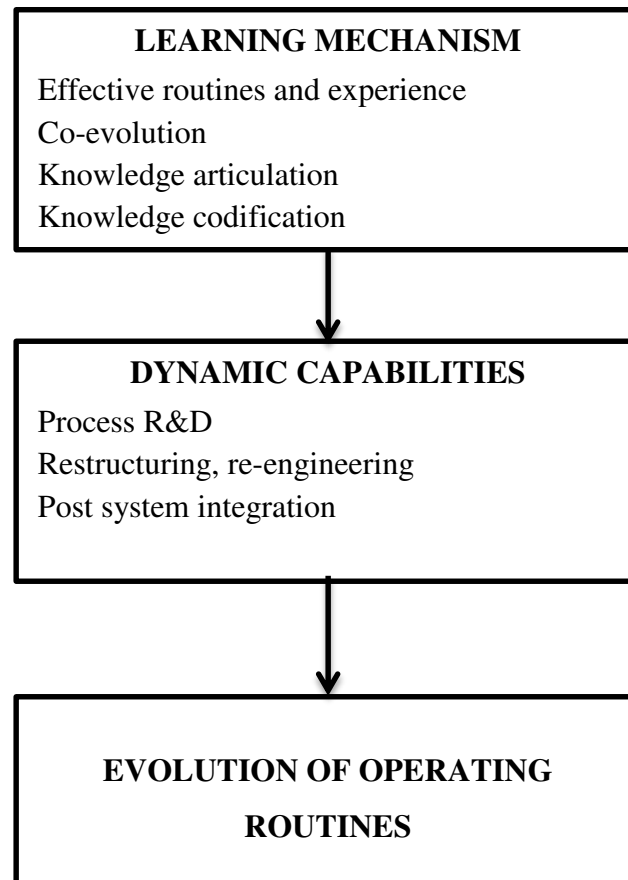 LEARNING MECHANISM
Effective routines and experience
Co-evolution
Knowledge articulation
Knowledge codification
DYNAMIC CAPABILITIES
Process R&D
Restructuring, re-engineering
Post system integration
EVOLUTION OF OPERATING
ROUTINES